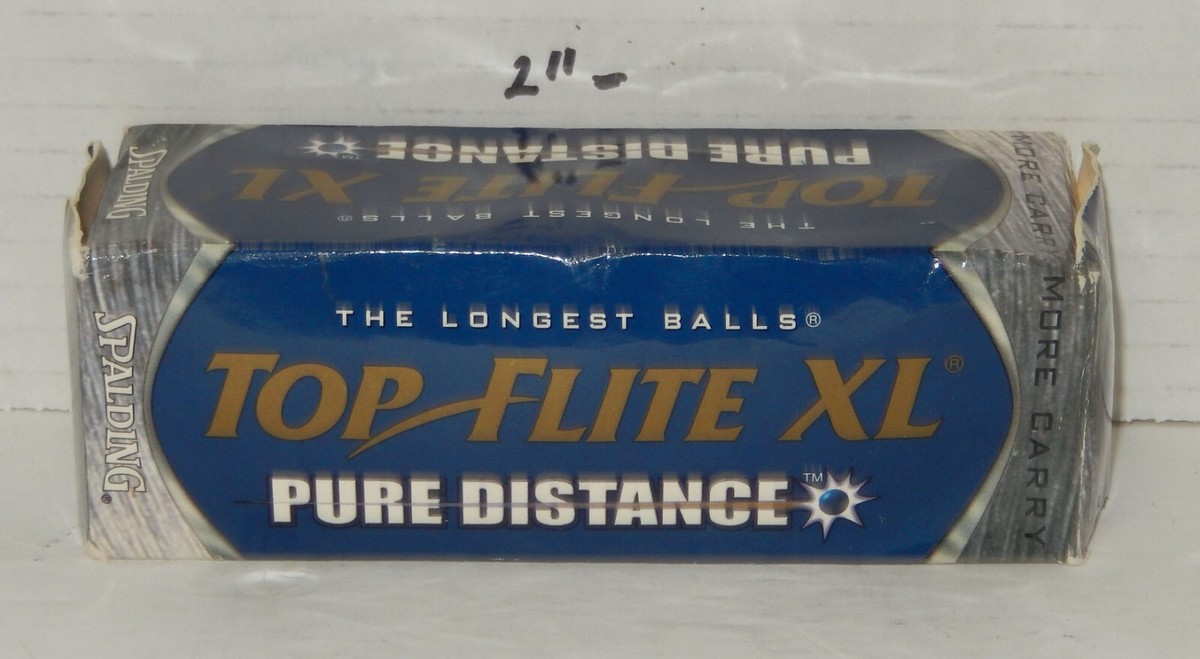 2" -
SPALDING
PURE DISTANCE
TOP-FLITE XL
THE LONGEST BALLS®
MORE CARRY
THE LONGEST BALLS®
TOP-FLITE XL®
PURE DISTANCE™
SPALDING®
MORE CARRY